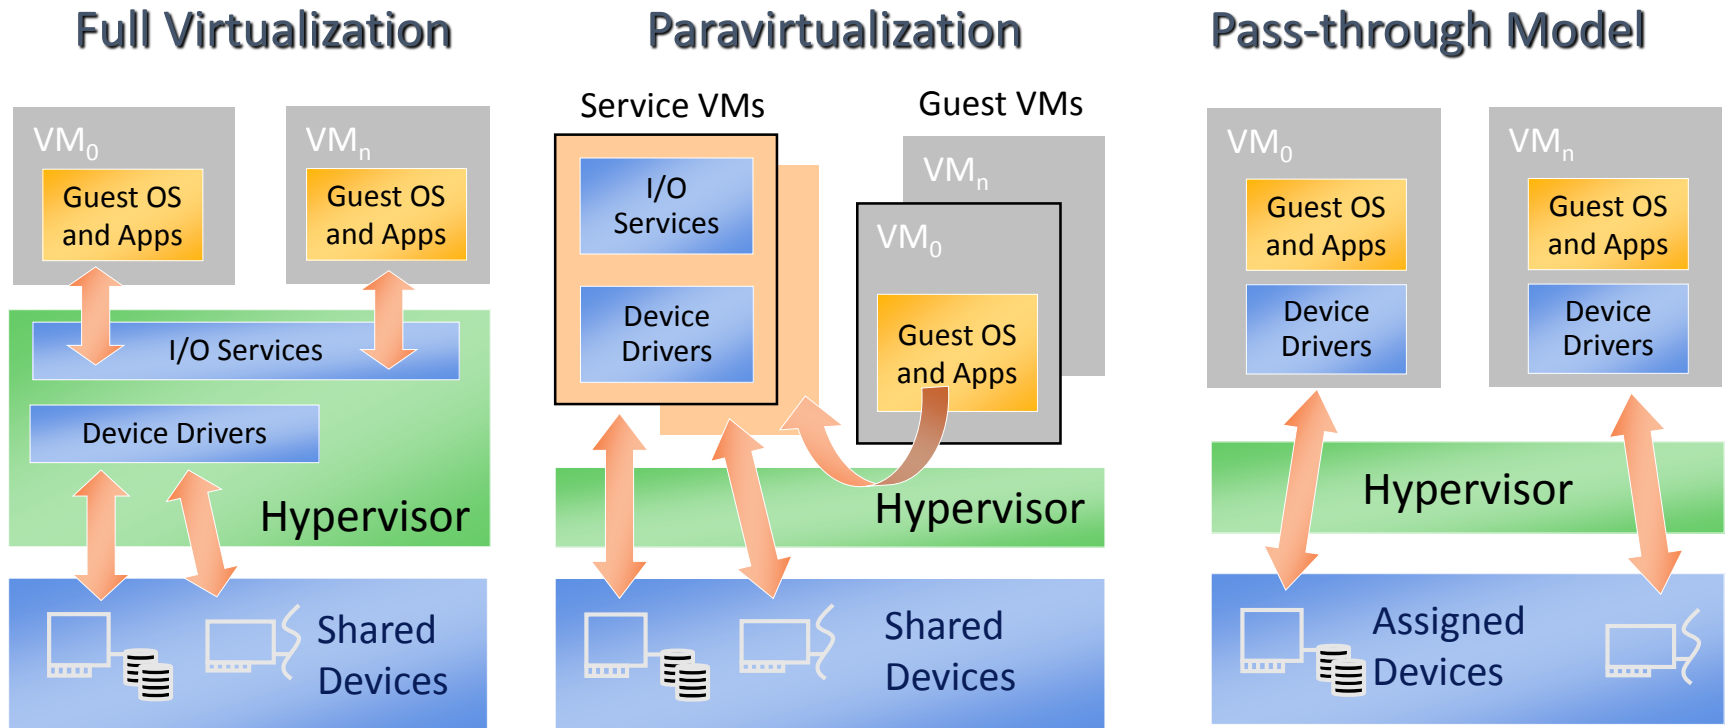 Full Virtualization
VM0
Guest OS
and Apps
VMn
Guest OS
and Apps
I/O Services
Device Drivers
Hypervisor
Shared
Devices
Paravirtualization
Service VMs
Guest VMs
I/O
Services
Device
Drivers
VMn
VM0
Guest OS
and Apps
Hypervisor
Shared
Devices
Pass-through Model
VM0
Guest OS
and Apps
Device
Drivers
VMn
Guest OS
and Apps
Device
Drivers
Hypervisor
Assigned
Devices